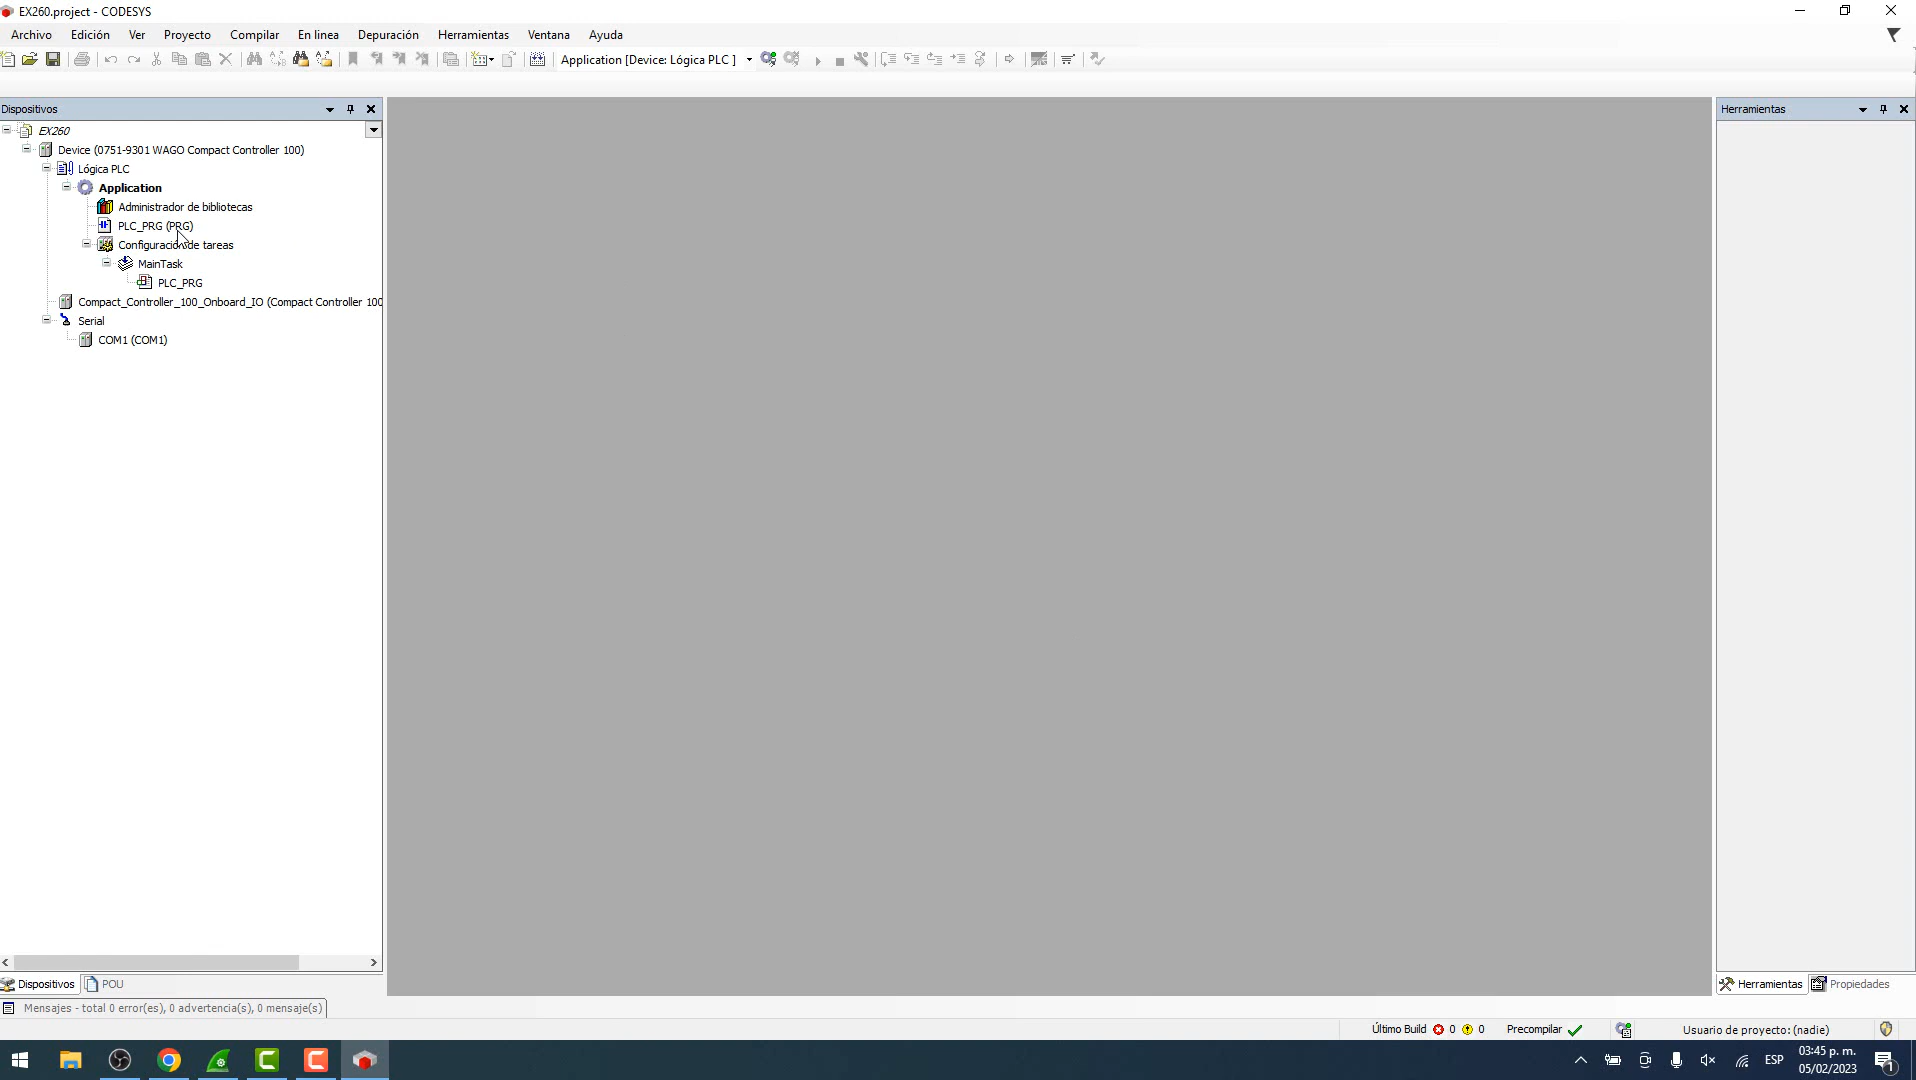 EX260.project - CODESYS
Archivo Edición Ver Proyecto Compilar En linea Depuración Herramientas Ventana Ayuda
Application [Device: Lógica PLC ]
Dispositivos
Herramientas
EX260
Device (0751-9301 WAGO Compact Controller 100)
Lógica PLC
Application
Administrador de bibliotecas
PLC_PRG (PRG)
Configuración de tareas
MainTask
PLC_PRG
Compact_Controller_100_Onboard_IO (Compact Controller 100
Serial
COM1 (COM1)
Dispositivos POU
Herramientas Propiedades
Mensajes - total 0 error(es), 0 advertencia(s), 0 mensaje(s)
Último Build 0 0 Precompilar Usuario de proyecto: (nadie)
ESP
03:45 p. m.
05/02/2023
1